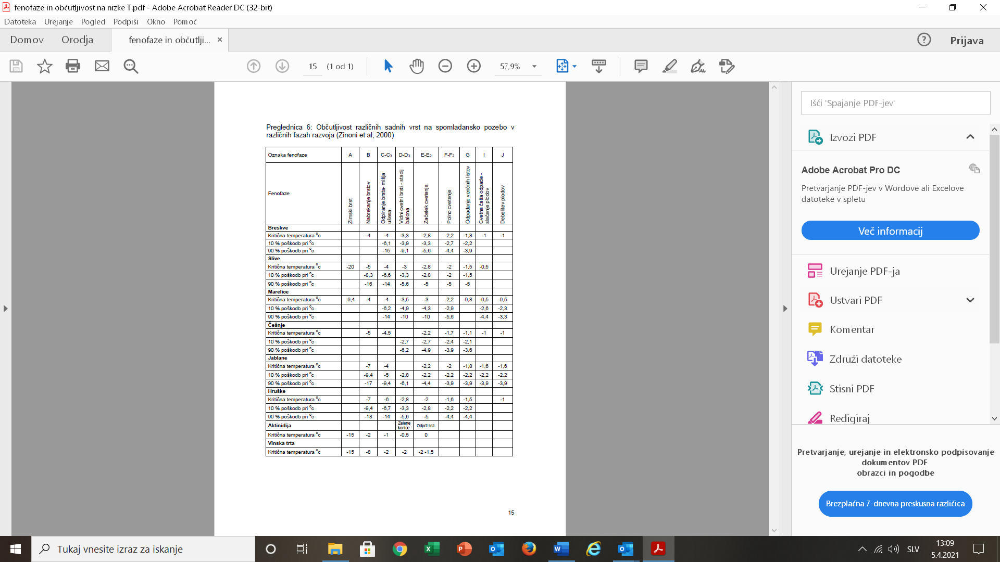 fenofaze in občutljivost na nizke T.pdf - Adobe Acrobat Reader DC (32-bit)
Datoteka Urejanje Pogled Podpiši Okno Pomoč
Domov Orodja fenofaze in občutlji... × Prijava
15 (1 od 1) 57,9%
Preglednica 6: Občutljivost različnih sadnih vrst na spomladansko pozebo v
različnih fazah razvoja (Zinoni et al, 2000)
Oznaka fenofaze A B C-C₃ D-D₃ E-E₂ F-F₂ G I J
Fenofaze
Zimski brst
Nabrekanje brstov
Odpiranje brsta- mišja
ušesa
Vidni cvetni brsti - stadij
balona
Začetek cvetenja
Polno cvetenje
Odpadanje venčnih listov
Cvetna čaša odpade -
slačenje plodov
Debelitev plodov
Breskve
Kritična temperatura ⁰c -4 -4 -3,3 -2,8 -2,2 -1,8 -1 -1
10 % poškodb pri ⁰c -6,1 -3,9 -3,3 -2,7 -2,2
90 % poškodb pri ⁰c -15 -9,1 -5,6 -4,4 -3,9
Slive
Kritična temperatura ⁰c -20 -5 -4 -3 -2,8 -2 -1,5 -0,5
10 % poškodb pri ⁰c -8,3 -6,6 -3,3 -2,8 -2 -1,5
90 % poškodb pri ⁰c -16 -14 -5,6 -5 -5 -5
Marelice
Kritična temperatura ⁰c -9,4 -4 -4 -3,5 -3 -2,2 -0,8 -0,5 -0,5
10 % poškodb pri ⁰c -6,2 -4,9 -4,3 -2,9 -2,6 -2,3
90 % poškodb pri ⁰c -14 -10 -10 -5,6 -4,4 -3,3
Češnje
Kritična temperatura ⁰c -5 -4,5 -2,2 -1,7 -1,1 -1 -1
10 % poškodb pri ⁰c -2,7 -2,7 -2,4 -2,1
90 % poškodb pri ⁰c -6,2 -4,9 -3,9 -3,6
Jablane
Kritična temperatura ⁰c -7 -4 -2,2 -2 -1,8 -1,6 -1,6
10 % poškodb pri ⁰c -9,4 -5 -2,8 -2,2 -2,2 -2,2 -2,2 -2,2
90 % poškodb pri ⁰c -17 -9,4 -6,1 -4,4 -3,9 -3,9 -3,9 -3,9
Hruške
Kritična temperatura ⁰c -7 -6 -2,8 -2 -1,6 -1,5 -1
10 % poškodb pri ⁰c -9,4 -6,7 -3,3 -2,8 -2,2 -2,2
90 % poškodb pri ⁰c -18 -14 -5,6 -5 -4,4 -4,4
Aktinidija Zelene konice Odprti listi
Kritična temperatura ⁰c -15 -2 -1 -0,5 0
Vinska trta
Kritična temperatura ⁰c -15 -8 -2 -2 -2 -1,5
15
Išči 'Spajanje PDF-jev'
Izvozi PDF
Adobe Acrobat Pro DC
Pretvarjanje PDF-jev v Wordove ali Excelove
datoteke v spletu
Več informacij
Urejanje PDF-ja
Ustvari PDF
Komentar
Združi datoteke
Stisni PDF
Redigiraj
Pretvarjanje, urejanje in elektronsko podpisovanje
dokumentov PDF
obrazci in pogodbe
Brezplačna 7-dnevna preskusna različica
Tukaj vnesite izraz za iskanje
SLV
13:09
5.4.2021